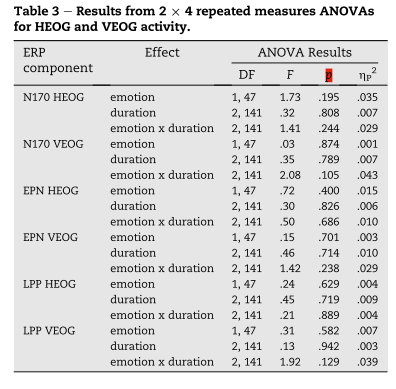 Table 3 – Results from 2 × 4 repeated measures ANOVAs
for HEOG and VEOG activity.
ERP component Effect ANOVA Results
DF F p ηp²
N170 HEOG emotion 1, 47 1.73 .195 .035
duration 2, 141 .32 .808 .007
emotion x duration 2, 141 1.41 .244 .029
N170 VEOG emotion 1, 47 .03 .874 .001
duration 2, 141 .35 .789 .007
emotion x duration 2, 141 2.08 .105 .043
EPN HEOG emotion 1, 47 .72 .400 .015
duration 2, 141 .30 .826 .006
emotion x duration 2, 141 .50 .686 .010
EPN VEOG emotion 1, 47 .15 .701 .003
duration 2, 141 .46 .714 .010
emotion x duration 2, 141 1.42 .238 .029
LPP HEOG emotion 1, 47 .24 .629 .004
duration 2, 141 .45 .719 .009
emotion x duration 2, 141 .21 .889 .004
LPP VEOG emotion 1, 47 .31 .582 .007
duration 2, 141 .13 .942 .003
emotion x duration 2, 141 1.92 .129 .039